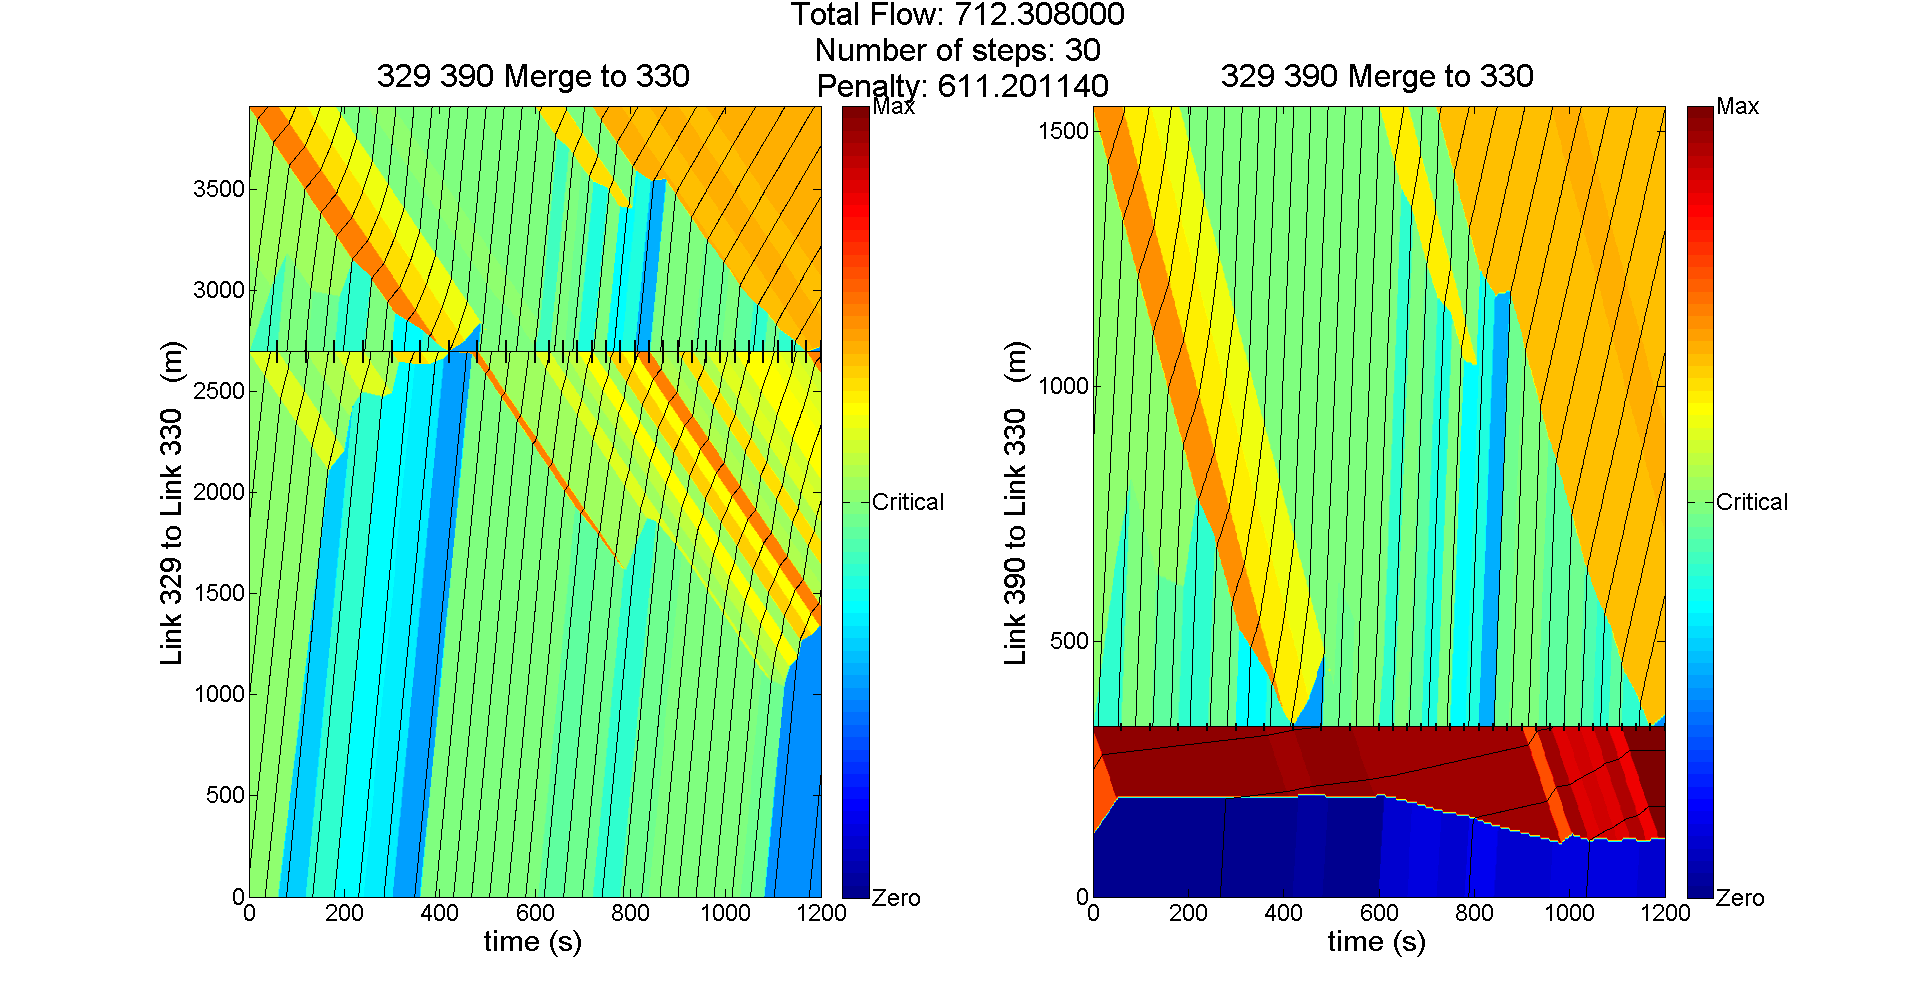 Total Flow: 712.308000
Number of steps: 30
Penalty: 611.201140
329 390 Merge to 330
Link 329 to Link 330 (m)
3500
3000
2500
2000
1500
1000
500
0
0 200 400 600 800 1000 1200
time (s)
Max
Critical
Zero
329 390 Merge to 330
Link 390 to Link 330 (m)
1500
1000
500
0
0 200 400 600 800 1000 1200
time (s)
Max
Critical
Zero